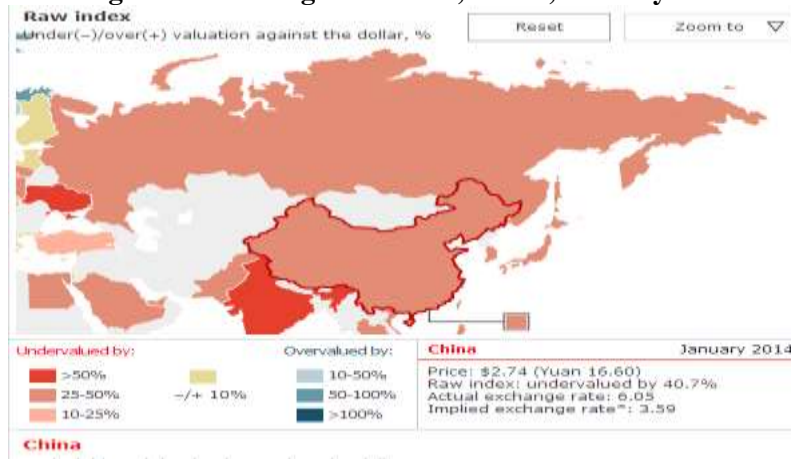 Raw index
Under(−)/over(+) valuation against the dollar, %
Reset
Zoom to
Undervalued by:
>50%
25-50%
10-25%
−/+ 10%
Overvalued by:
10-50%
50-100%
>100%
China
January 2014
Price: $2.74 (Yuan 16.60)
Raw index: undervalued by 40.7%
Actual exchange rate: 6.05
Implied exchange rate*: 3.59
China